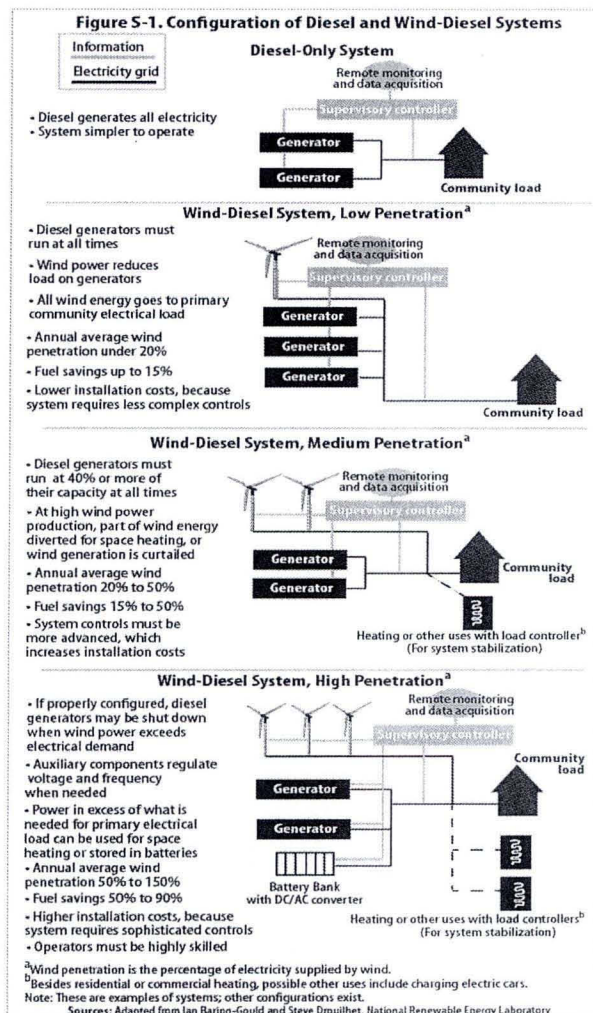 Figure S-1. Configuration of Diesel and Wind-Diesel Systems
Information
Electricity grid
Diesel-Only System
Remote monitoring
and data acquisition
Supervisory controller
• Diesel generates all electricity
• System simpler to operate
Generator
Generator
Community load
Wind-Diesel System, Low Penetrationᵃ
• Diesel generators must
run at all times
• Wind power reduces
load on generators
• All wind energy goes to primary
community electrical load
• Annual average wind
penetration under 20%
• Fuel savings up to 15%
• Lower installation costs, because
system requires less complex controls
Remote monitoring
and data acquisition
Supervisory controller
Generator
Generator
Generator
Community load
Wind-Diesel System, Medium Penetrationᵃ
• Diesel generators must
run at 40% or more of
their capacity at all times
• At high wind power
production, part of wind energy
diverted for space heating, or
wind generation is curtailed
• Annual average wind
penetration 20% to 50%
• Fuel savings 15% to 50%
• System controls must be
more advanced, which
increases installation costs
Remote monitoring
and data acquisition
Supervisory controller
Generator
Generator
Community
load
Heating or other uses with load controllerᵇ
(For system stabilization)
Wind-Diesel System, High Penetrationᵃ
• If properly configured, diesel
generators may be shut down
when wind power exceeds
electrical demand
• Auxiliary components regulate
voltage and frequency
when needed
• Power in excess of what is
needed for primary electrical
load can be used for space
heating or stored in batteries
• Annual average wind
penetration 50% to 150%
• Fuel savings 50% to 90%
• Higher installation costs, because
system requires sophisticated controls
• Operators must be highly skilled
Remote monitoring
and data acquisition
Supervisory controller
Generator
Generator
Battery Bank
with DC/AC converter
Community
load
Heating or other uses with load controllersᵇ
(For system stabilization)
ᵃWind penetration is the percentage of electricity supplied by wind.
ᵇBesides residential or commercial heating, possible other uses include charging electric cars.
Note: These are examples of systems; other configurations exist.
Sources: Adapted from Ian Baring-Gould and Steve Drouilhet, National Renewable Energy Laboratory